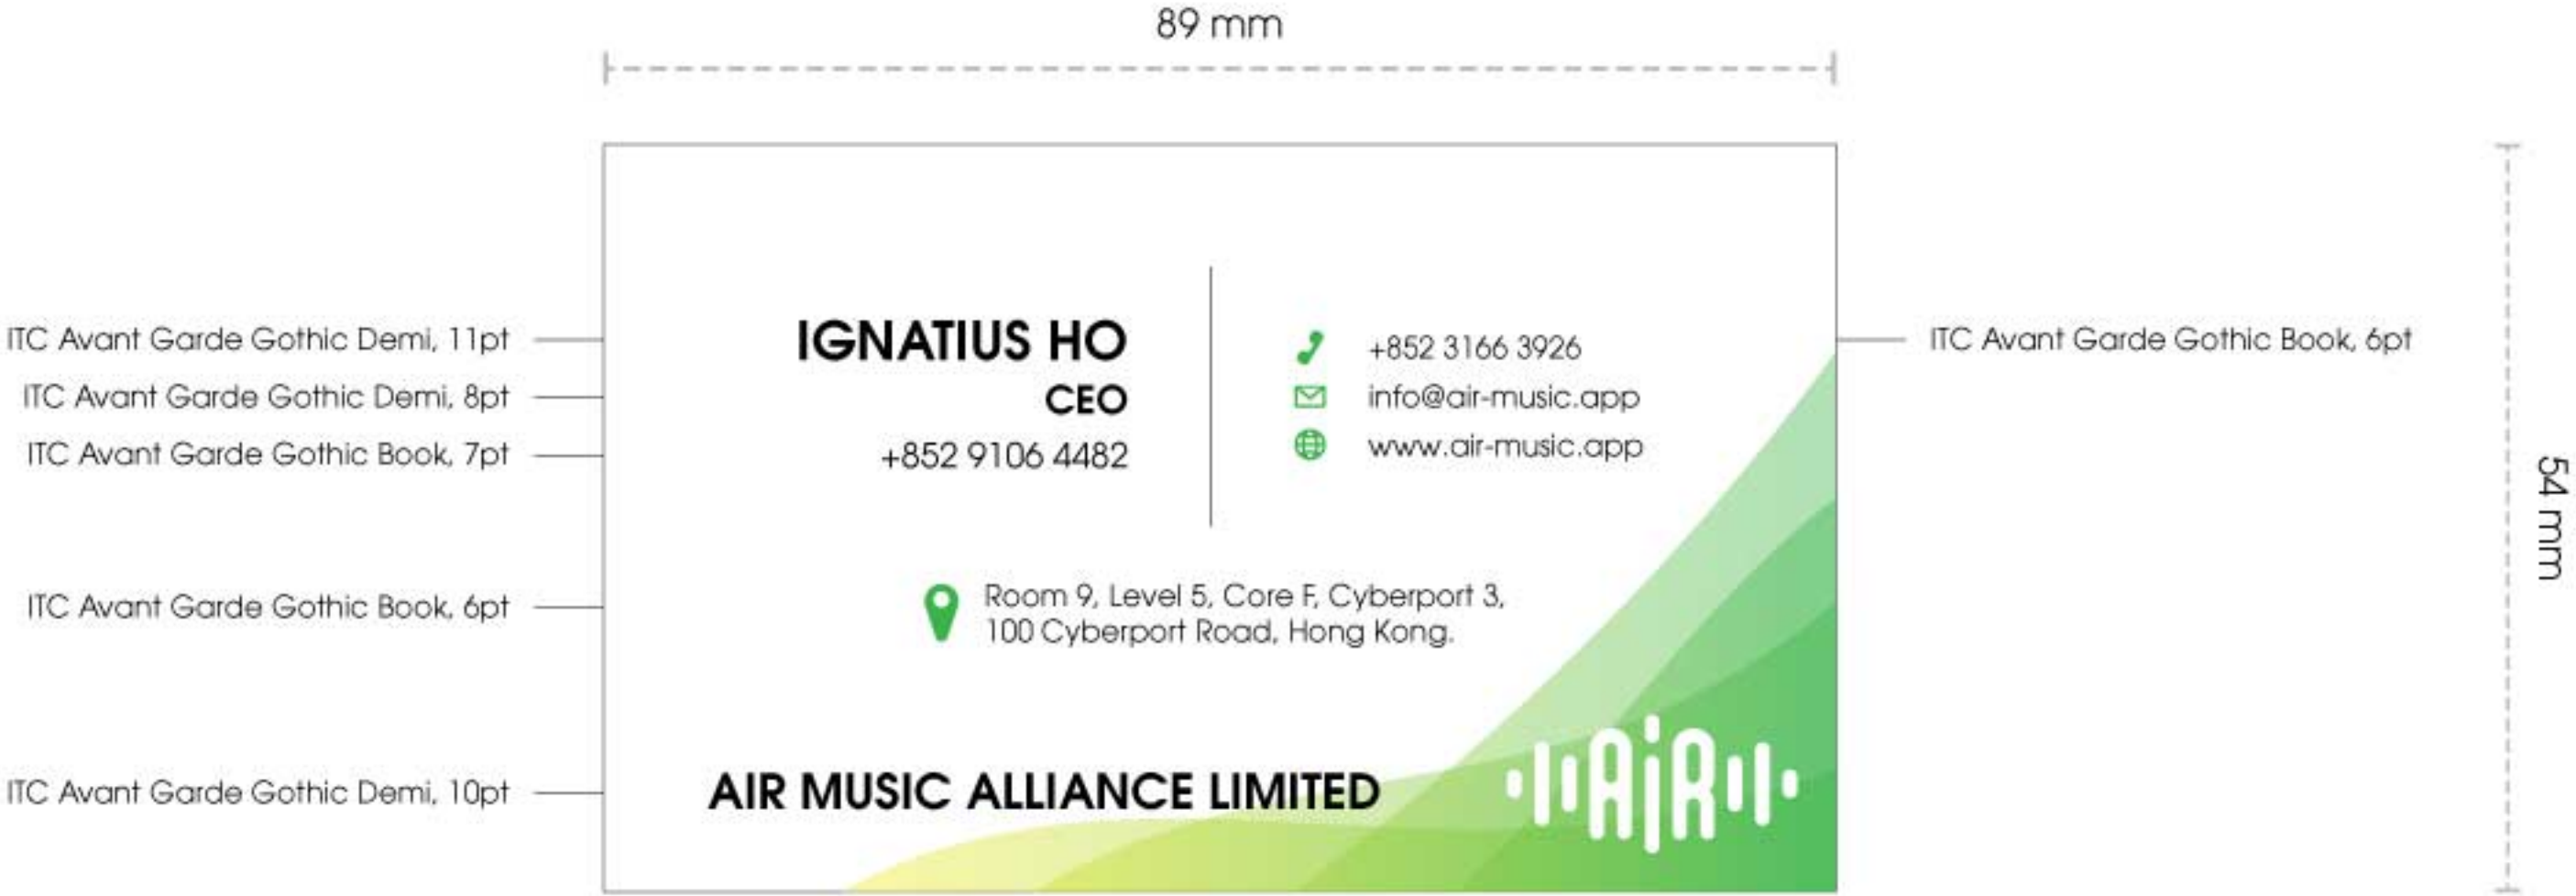 89 mm
ITC Avant Garde Gothic Demi, 11pt
ITC Avant Garde Gothic Demi, 8pt
ITC Avant Garde Gothic Book, 7pt
ITC Avant Garde Gothic Book, 6pt
ITC Avant Garde Gothic Demi, 10pt
IGNATIUS HO
CEO
+852 9106 4482
+852 3166 3926
info@air-music.app
www.air-music.app
Room 9, Level 5, Core F, Cyberport 3,
100 Cyberport Road, Hong Kong.
AIR MUSIC ALLIANCE LIMITED
AiR
ITC Avant Garde Gothic Book, 6pt
54 mm